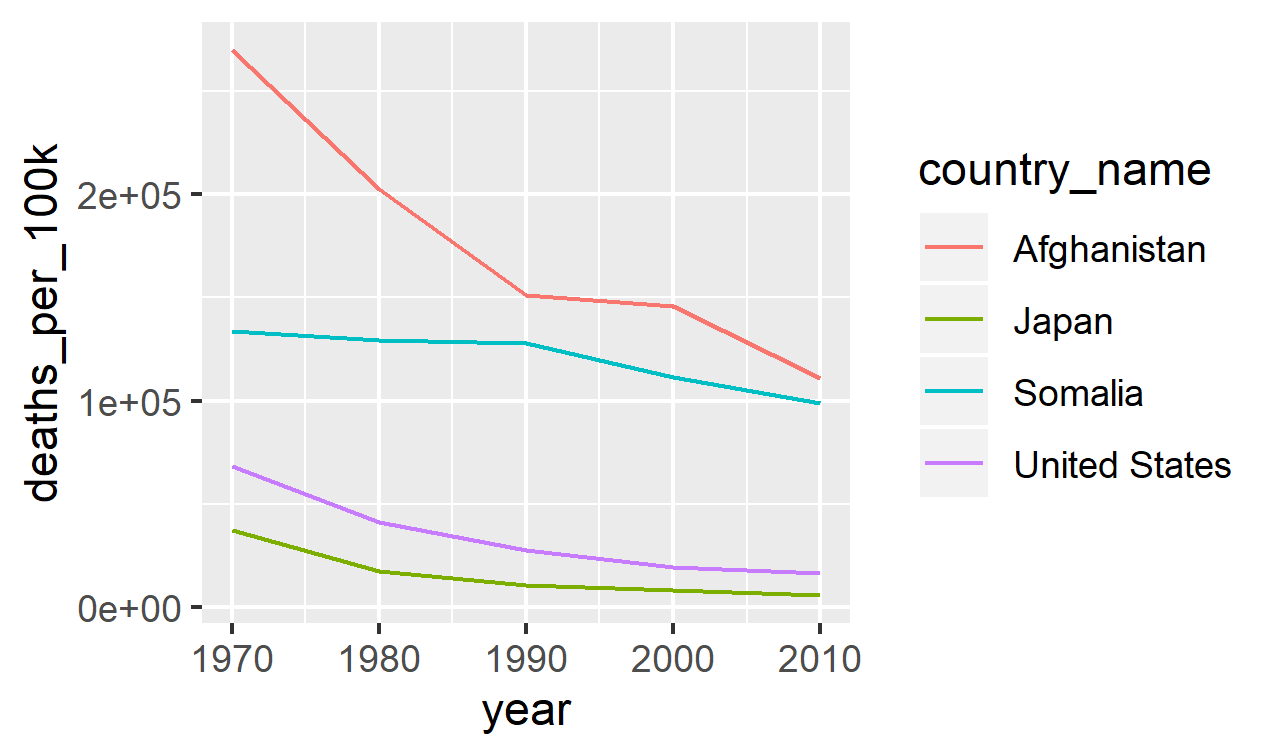 deaths_per_100k
2e+05
1e+05
0e+00
1970 1980 1990 2000 2010
year
country_name
Afghanistan
Japan
Somalia
United States